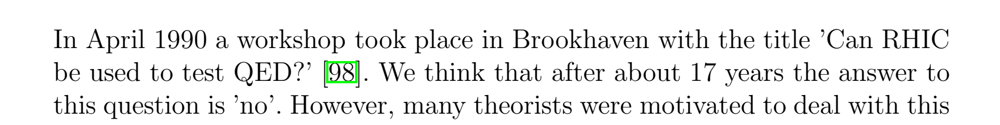 In April 1990 a workshop took place in Brookhaven with the title ’Can RHIC
be used to test QED?’ [98]. We think that after about 17 years the answer to
this question is ’no’. However, many theorists were motivated to deal with this